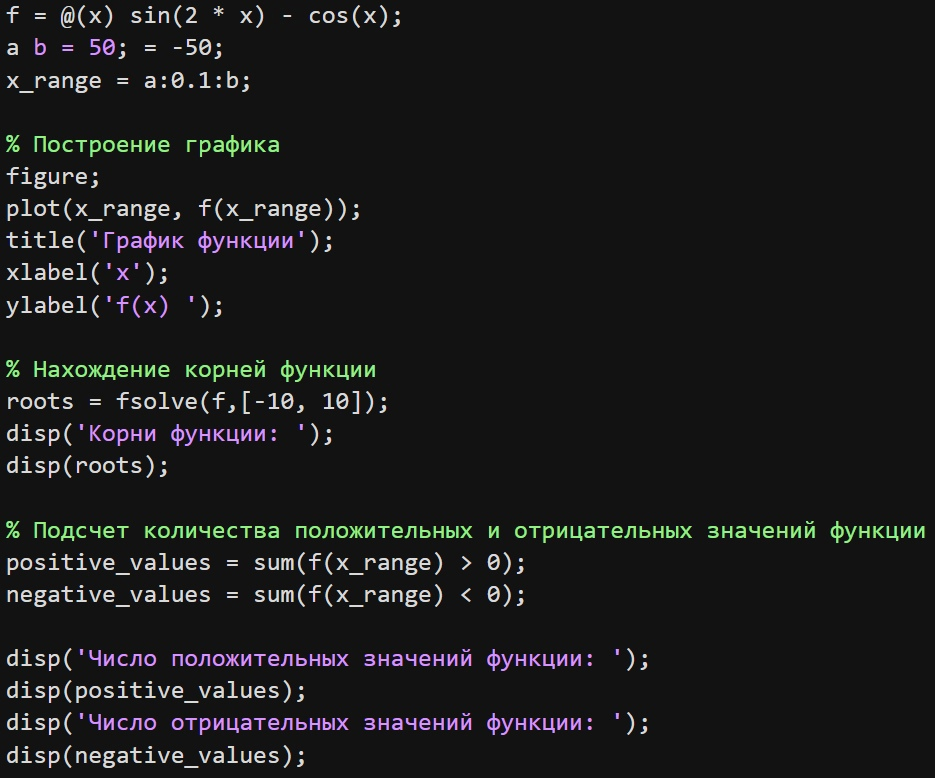 f = @(x) sin(2 * x) - cos(x);
a b = 50; = -50;
x_range = a:0.1:b;
% Построение графика
figure;
plot(x_range, f(x_range));
title('График функции');
xlabel('x');
ylabel('f(x) ');
% Нахождение корней функции
roots = fsolve(f,[-10, 10]);
disp('Корни функции: ');
disp(roots);
% Подсчет количества положительных и отрицательных значений функции
positive_values = sum(f(x_range) > 0);
negative_values = sum(f(x_range) < 0);
disp('Число положительных значений функции: ');
disp(positive_values);
disp('Число отрицательных значений функции: ');
disp(negative_values);